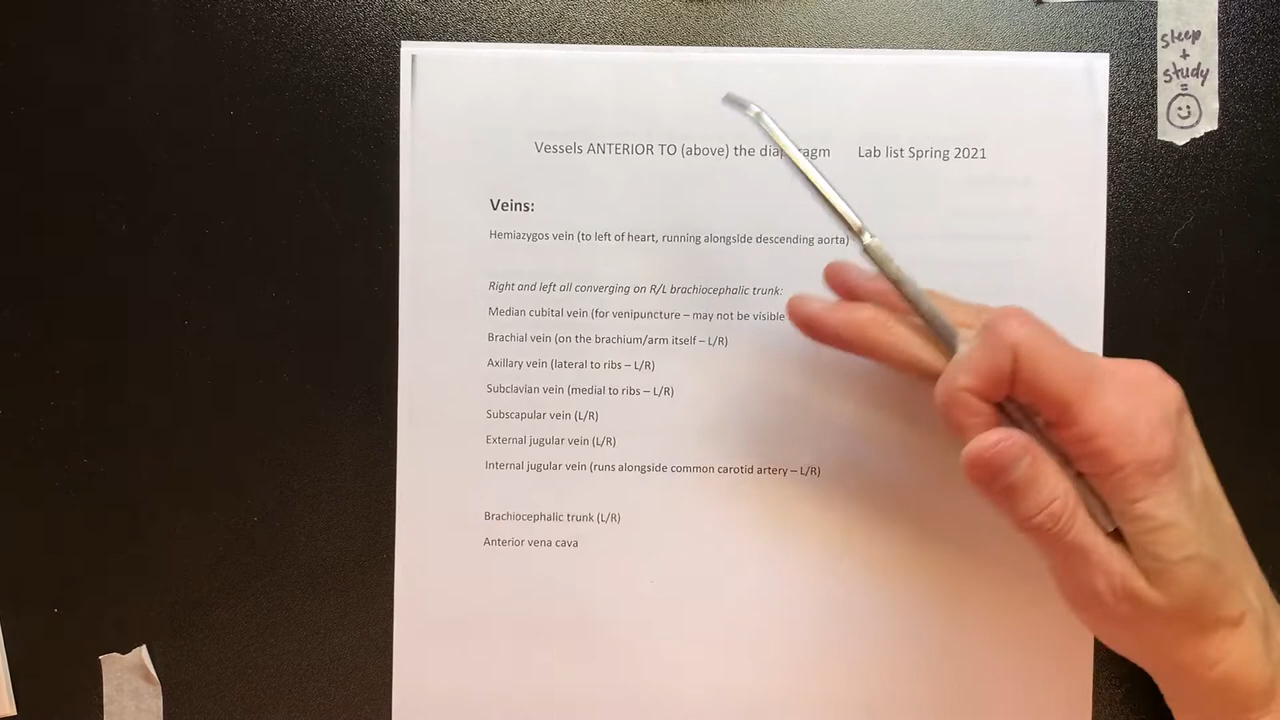 sleep
+
study
=
Vessels ANTERIOR TO (above) the diaphragm Lab list Spring 2021
Veins:
Hemiazygos vein (to left of heart, running alongside descending aorta)
Right and left all converging on R/L brachiocephalic trunk:
Median cubital vein (for venipuncture – may not be visible
Brachial vein (on the brachium/arm itself – L/R)
Axillary vein (lateral to ribs – L/R)
Subclavian vein (medial to ribs – L/R)
Subscapular vein (L/R)
External jugular vein (L/R)
Internal jugular vein (runs alongside common carotid artery – L/R)
Brachiocephalic trunk (L/R)
Anterior vena cava